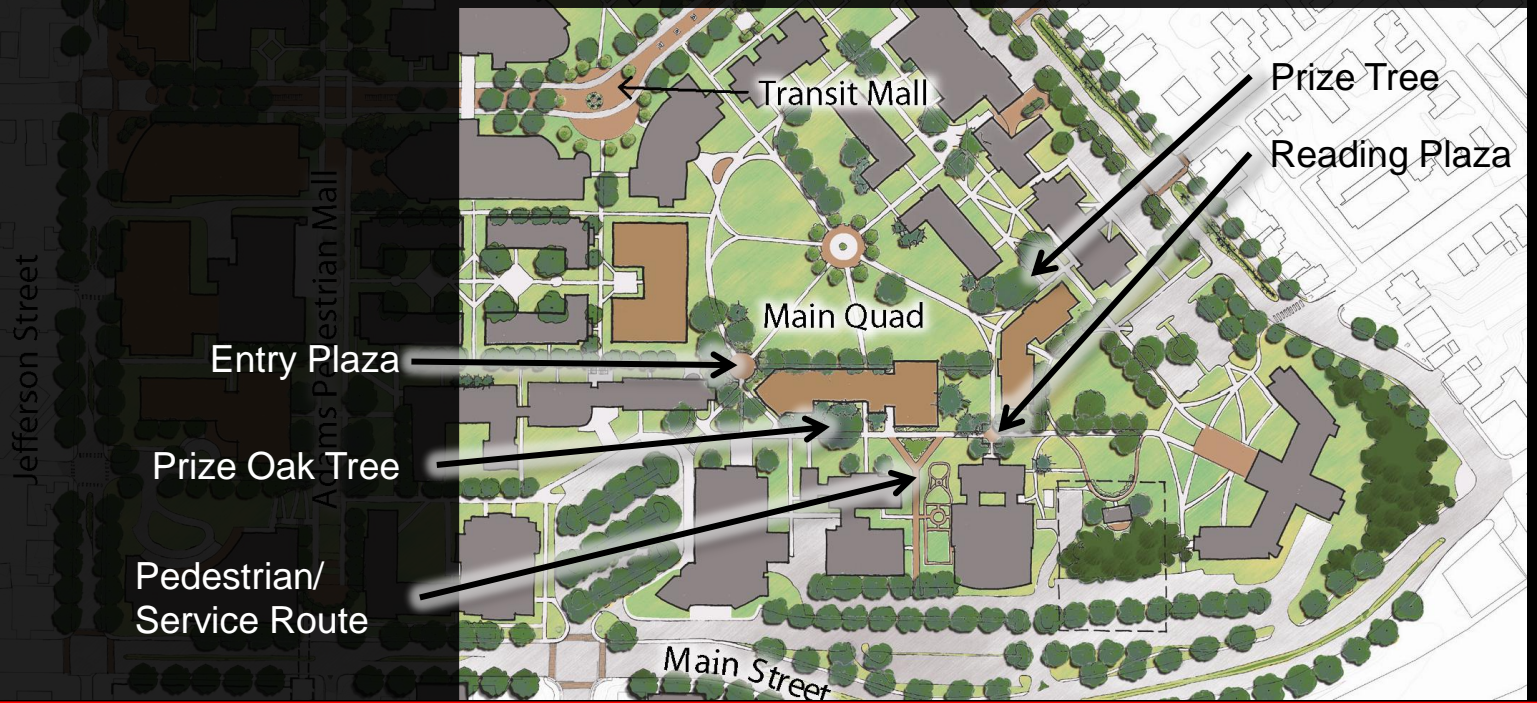 Transit Mall
Prize Tree
Reading Plaza
Jefferson Street
Adams Pedestrian Mall
Main Quad
Entry Plaza
Prize Oak Tree
Pedestrian/
Service Route
Main Street